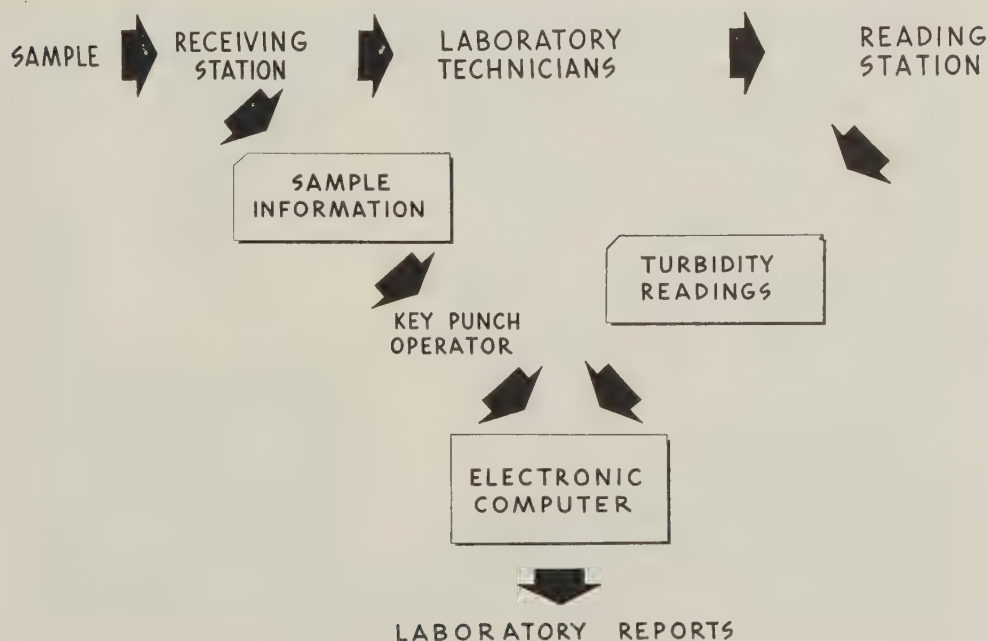 SAMPLE
RECEIVING
STATION
LABORATORY
TECHNICIANS
READING
STATION
SAMPLE
INFORMATION
TURBIDITY
READINGS
KEY PUNCH
OPERATOR
ELECTRONIC
COMPUTER
LABORATORY REPORTS